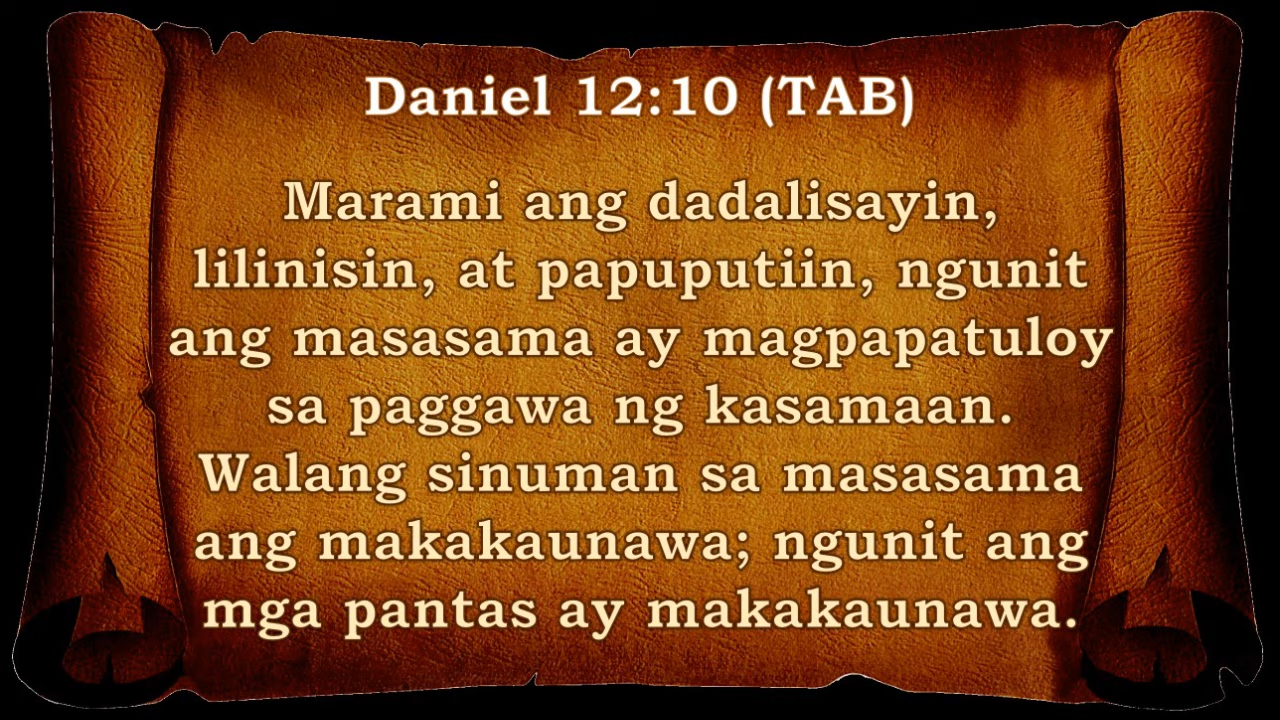 Daniel 12:10 (TAB)
Marami ang dadalisayin,
lilinisin, at papuputiin, ngunit
ang masasama ay magpapatuloy
sa paggawa ng kasamaan.
Walang sinuman sa masasama
ang makakaunawa; ngunit ang
mga pantas ay makakaunawa.